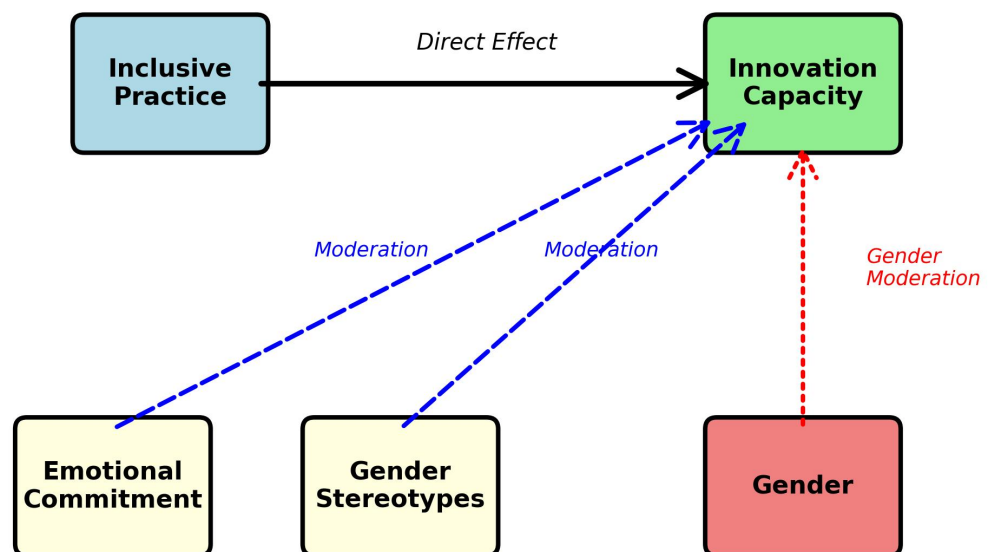 Direct Effect
Inclusive
Practice
Innovation
Capacity
Moderation
Moderation
Gender
Moderation
Emotional
Commitment
Gender
Stereotypes
Gender